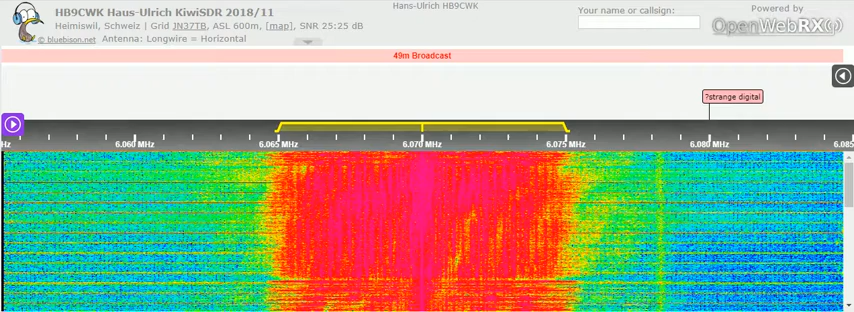 Hans-Ulrich HB9CWK
HB9CWK Haus-Ulrich KiwiSDR 2018/11
Heimiswil, Schweiz | Grid JN37TB, ASL 600m, [map], SNR 25:25 dB
© bluebison.net Antenna: Longwire = Horizontal
Your name or callsign:
Powered by
OpenWebRX
49m Broadcast
?strange digital
Hz 6.060 MHz 6.065 MHz 6.070 MHz 6.075 MHz 6.080 MHz 6.085